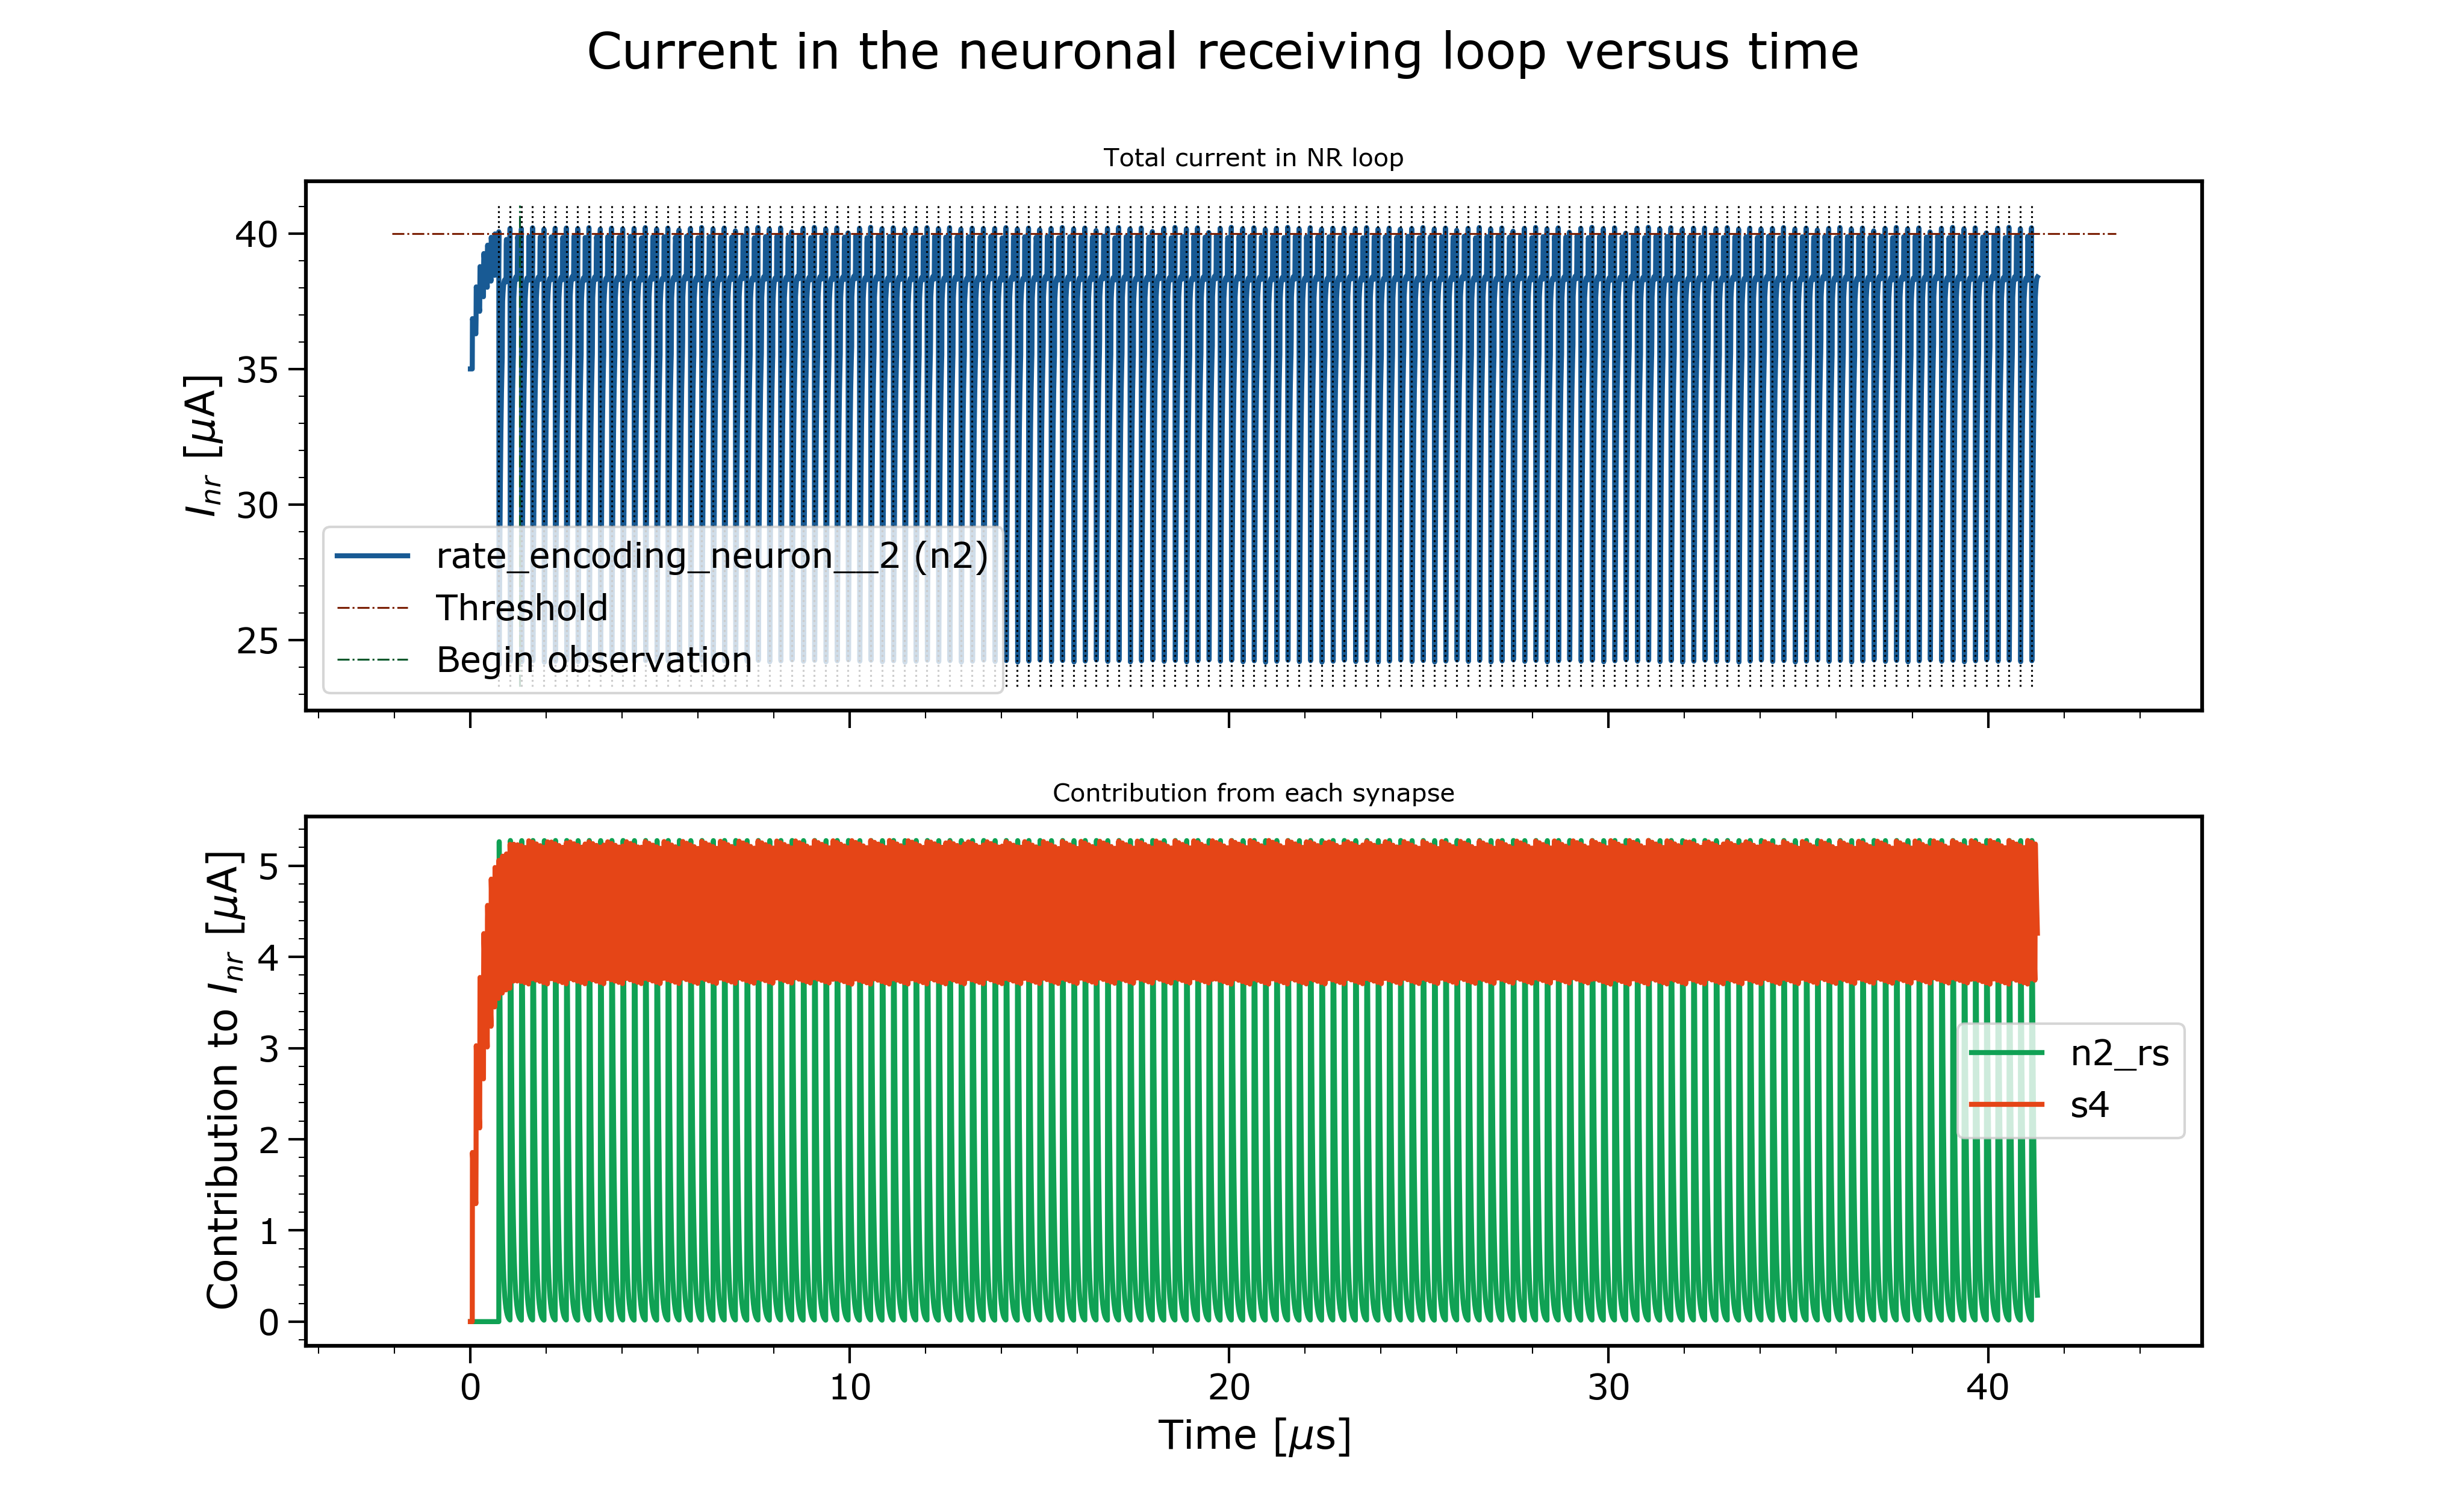 Current in the neuronal receiving loop versus time
Total current in NR loop
40
35
30
25
I_nr [μA]
rate_encoding_neuron__2 (n2)
Threshold
Begin observation
Contribution from each synapse
5
4
3
2
1
0
Contribution to I_nr [μA]
n2_rs
s4
0 10 20 30 40
Time [μs]